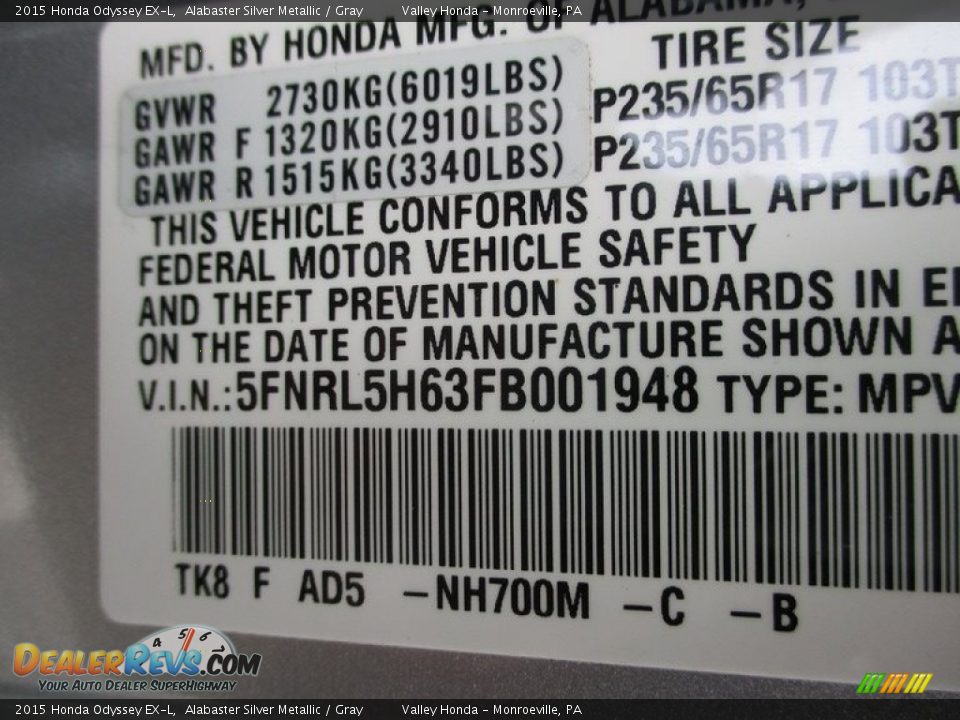 2015 Honda Odyssey EX-L, Alabaster Silver Metallic / Gray Valley Honda - Monroeville, PA
MFD. BY HONDA MFG. OF ALABAMA,
TIRE SIZE
GVWR 2730KG(6019LBS) P235/65R17 103T
GAWR F 1320KG(2910LBS) P235/65R17 103T
GAWR R 1515KG(3340LBS)
THIS VEHICLE CONFORMS TO ALL APPLICA
FEDERAL MOTOR VEHICLE SAFETY
AND THEFT PREVENTION STANDARDS IN E
ON THE DATE OF MANUFACTURE SHOWN A
V.I.N.:5FNRL5H63FB001948 TYPE: MPV
TK8 F AD5 -NH700M -C -B
4 5 6
DEALERREVS.COM
YOUR AUTO DEALER SUPERHIGHWAY
2015 Honda Odyssey EX-L, Alabaster Silver Metallic / Gray Valley Honda - Monroeville, PA